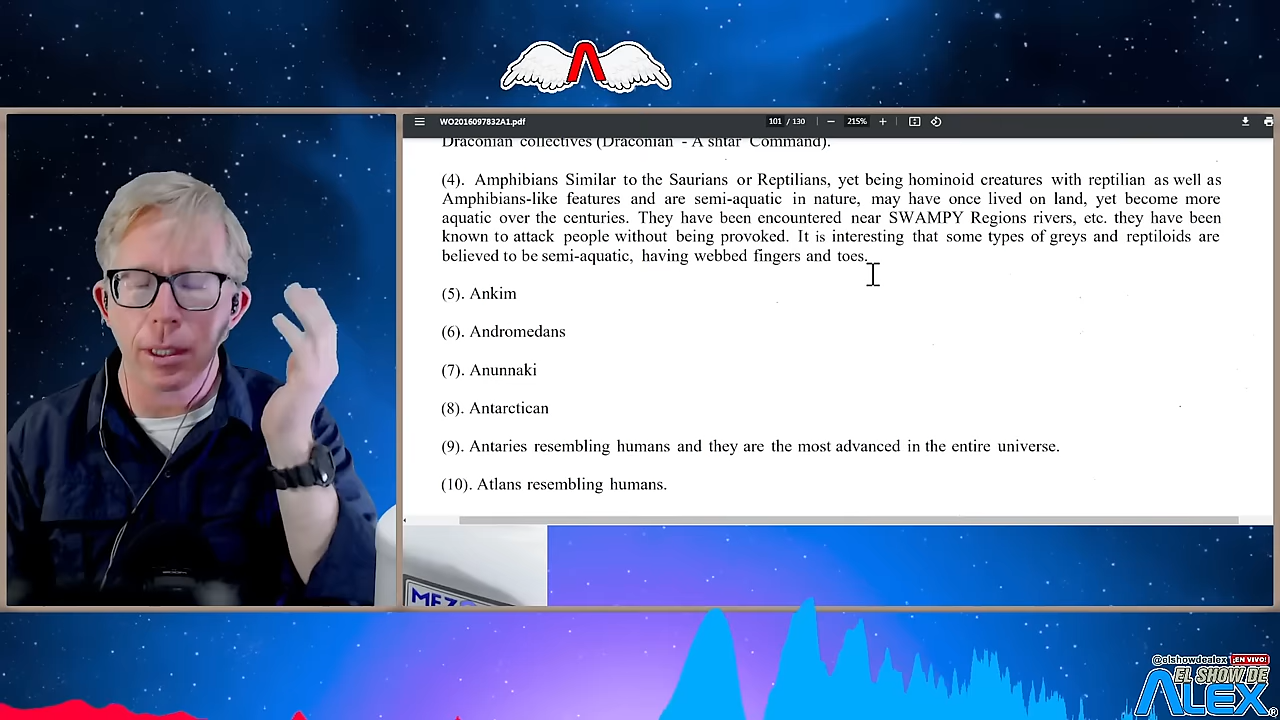 WO2016097832A1.pdf
101 / 130
215%
Draconian collectives (Draconian - A shtar Command).
(4). Amphibians Similar to the Saurians or Reptilians, yet being hominoid creatures with reptilian as well as
Amphibians-like features and are semi-aquatic in nature, may have once lived on land, yet become more
aquatic over the centuries. They have been encountered near SWAMPY Regions rivers, etc. they have been
known to attack people without being provoked. It is interesting that some types of greys and reptiloids are
believed to be semi-aquatic, having webbed fingers and toes.
(5). Ankim
(6). Andromedans
(7). Anunnaki
(8). Antarctican
(9). Antaries resembling humans and they are the most advanced in the entire universe.
(10). Atlans resembling humans.
@elshowdealex ¡EN VIVO!
EL SHOW DE
ALEX